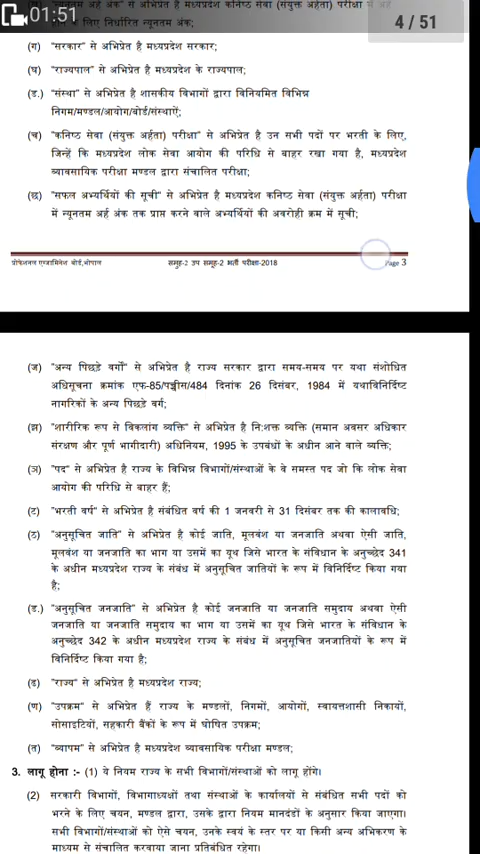 01:51
4 / 51
के लिए निर्धारित न्यूनतम अंक;
(ग) "सरकार" से अभिप्रेत है मध्यप्रदेश सरकार;
(घ) "राज्यपाल" से अभिप्रेत है मध्यप्रदेश के राज्यपाल;
(ड.) "संस्था" से अभिप्रेत है शासकीय विभागों द्वारा विनियमित विभिन्न
निगम/मण्डल/आयोग/बोर्ड/संस्थाऐं;
(च) "कनिष्ठ सेवा (संयुक्त अर्हता) परीक्षा" से अभिप्रेत है उन सभी पदों पर भरती के लिए,
जिन्हें कि मध्यप्रदेश लोक सेवा आयोग की परिधि से बाहर रखा गया है, मध्यप्रदेश
व्यावसायिक परीक्षा मण्डल द्वारा संचालित परीक्षा;
(छ) "सफल अभ्यर्थियों की सूची" से अभिप्रेत है मध्यप्रदेश कनिष्ठ सेवा (संयुक्त अर्हता) परीक्षा
में न्यूनतम अर्ह अंक तक प्राप्त करने वाले अभ्यर्थियों की अवरोही क्रम में सूची;
प्रोफेशनल एग्जामिनेशन बोर्ड,भोपाल समूह-2 उप समूह-2 भर्ती परीक्षा-2018 Page 3
(ज) "अन्य पिछड़े वर्गों" से अभिप्रेत है राज्य सरकार द्वारा समय-समय पर यथा संशोधित
अधिसूचना क्रमांक एफ-85/पच्चीस/484 दिनांक 26 दिसंबर, 1984 में यथाविनिर्दिष्ट
नागरिकों के अन्य पिछड़े वर्ग;
(झ) "शारीरिक रूप से विकलांग व्यक्ति" से अभिप्रेत है नि:शक्त व्यक्ति (समान अवसर अधिकार
संरक्षण और पूर्ण भागीदारी) अधिनियम, 1995 के उपबंधों के अधीन आने वाले व्यक्ति;
(ञ) "पद" से अभिप्रेत है राज्य के विभिन्न विभागों/संस्थाओं के वे समस्त पद जो कि लोक सेवा
आयोग की परिधि से बाहर हैं;
(ट) "भरती वर्ष" से अभिप्रेत है संबंधित वर्ष की 1 जनवरी से 31 दिसंबर तक की कालावधि;
(ठ) "अनुसूचित जाति" से अभिप्रेत है कोई जाति, मूलवंश या जनजाति अथवा ऐसी जाति,
मूलवंश या जनजाति का भाग या उसमें का यूथ जिसे भारत के संविधान के अनुच्छेद 341
के अधीन मध्यप्रदेश राज्य के संबंध में अनुसूचित जातियों के रूप में विनिर्दिष्ट किया गया
है;
(ड.) "अनुसूचित जनजाति" से अभिप्रेत है कोई जनजाति या जनजाति समुदाय अथवा ऐसी
जनजाति या जनजाति समुदाय का भाग या उसमें का यूथ जिसे भारत के संविधान के
अनुच्छेद 342 के अधीन मध्यप्रदेश राज्य के संबंध में अनुसूचित जनजातियों के रूप में
विनिर्दिष्ट किया गया है;
(ढ) "राज्य" से अभिप्रेत है मध्यप्रदेश राज्य;
(ण) "उपक्रम" से अभिप्रेत हैं राज्य के मण्डलों, निगमों, आयोगों, स्वायत्तशासी निकायों,
सोसाइटियों, सहकारी बैंकों के रूप में घोषित उपक्रम;
(त) "व्यापम" से अभिप्रेत है मध्यप्रदेश व्यावसायिक परीक्षा मण्डल;
3. लागू होना :- (1) ये नियम राज्य के सभी विभागों/संस्थाओं को लागू होंगे।
(2) सरकारी विभागों, विभागाध्यक्षों तथा संस्थाओं के कार्यालयों से संबंधित सभी पदों को
भरने के लिए चयन, मण्डल द्वारा, उसके द्वारा नियम मानदंडों के अनुसार किया जाएगा।
सभी विभागों/संस्थाओं को ऐसे चयन, उनके स्वयं के स्तर पर या किसी अन्य अभिकरण के
माध्यम से संचालित करवाया जाना प्रतिबंधित रहेगा।